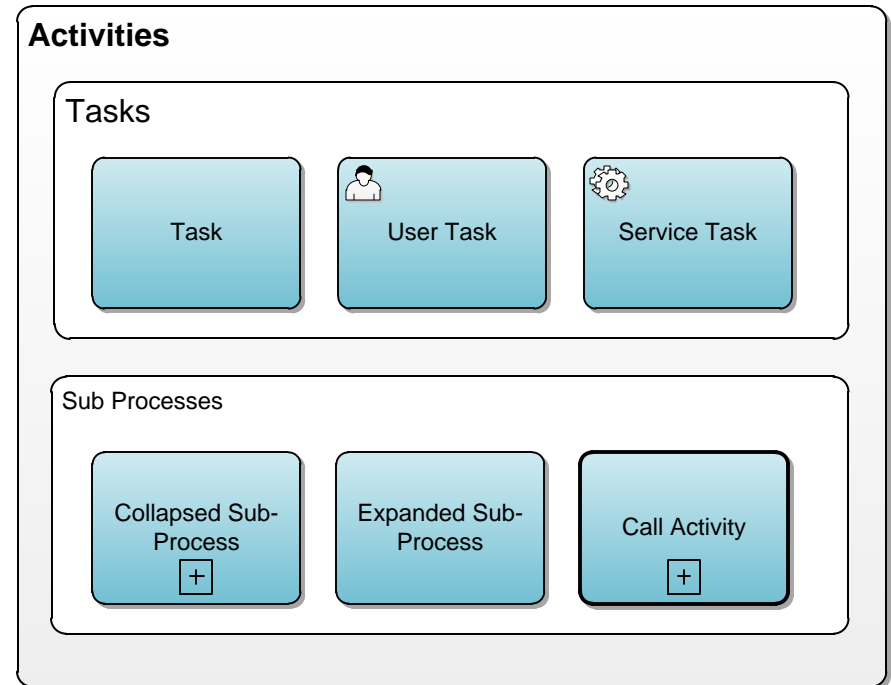 Activities
Tasks
Task
User Task
Service Task
Sub Processes
Collapsed Sub-
Process
Expanded Sub-
Process
Call Activity